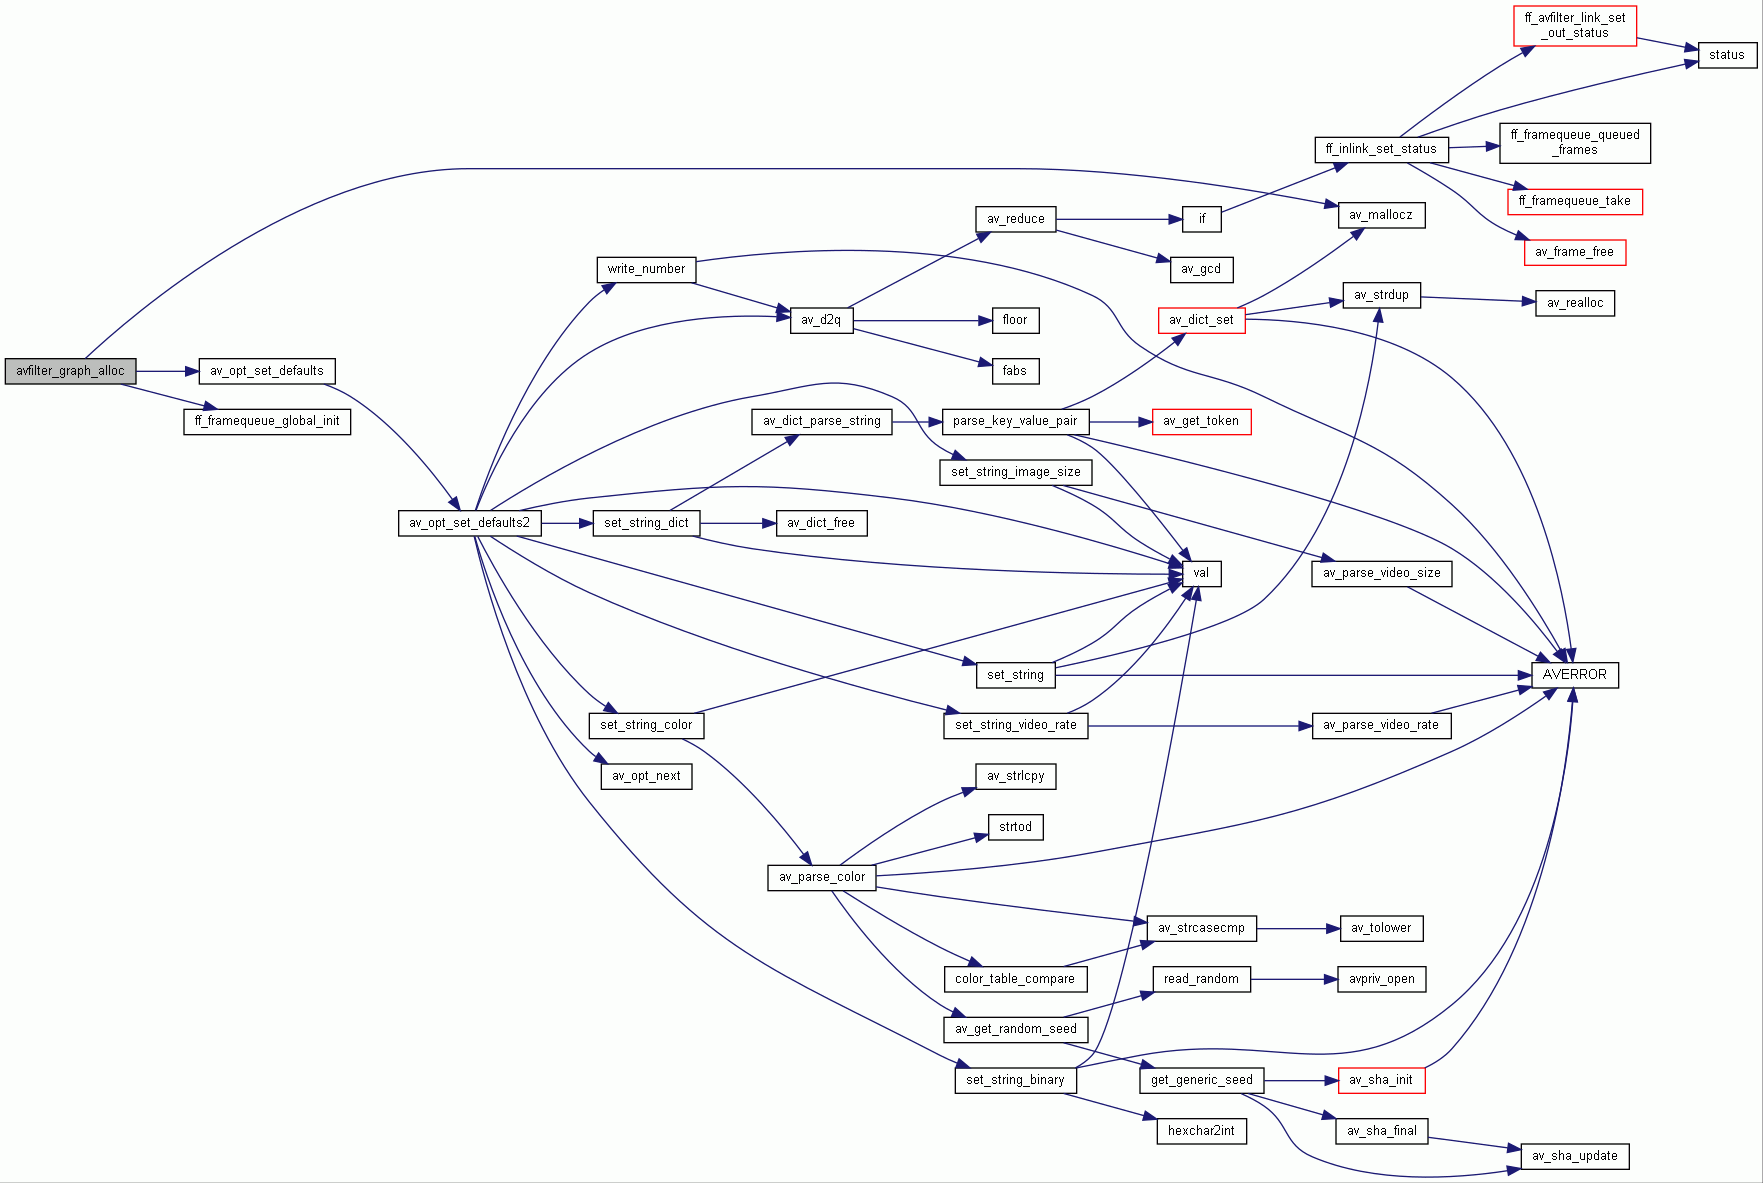 ff_avfilter_link_set
_out_status
status
ff_framequeue_queued
_frames
ff_inlink_set_status
ff_framequeue_take
av_reduce
if
av_mallocz
av_frame_free
write_number
av_gcd
av_strdup
av_realloc
av_d2q
floor
av_dict_set
avfilter_graph_alloc
av_opt_set_defaults
fabs
ff_framequeue_global_init
av_dict_parse_string
parse_key_value_pair
av_get_token
set_string_image_size
av_opt_set_defaults2
set_string_dict
av_dict_free
val
av_parse_video_size
set_string
AVERROR
set_string_color
set_string_video_rate
av_parse_video_rate
av_opt_next
av_strlcpy
strtod
av_parse_color
av_strcasecmp
av_tolower
color_table_compare
read_random
avpriv_open
av_get_random_seed
set_string_binary
get_generic_seed
av_sha_init
hexchar2int
av_sha_final
av_sha_update